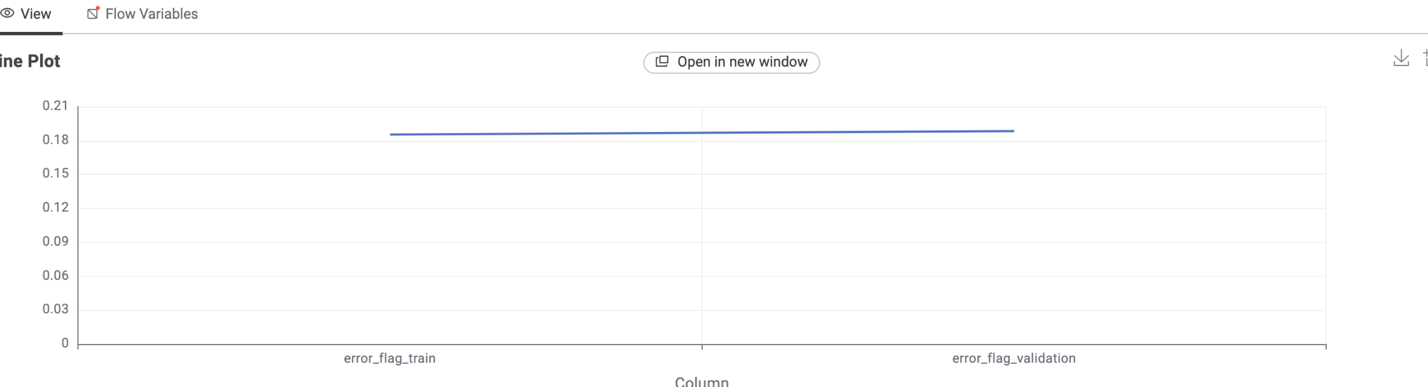 View Flow Variables
ine Plot
Open in new window
0.21
0.18
0.15
0.12
0.09
0.06
0.03
0
error_flag_train error_flag_validation
Column